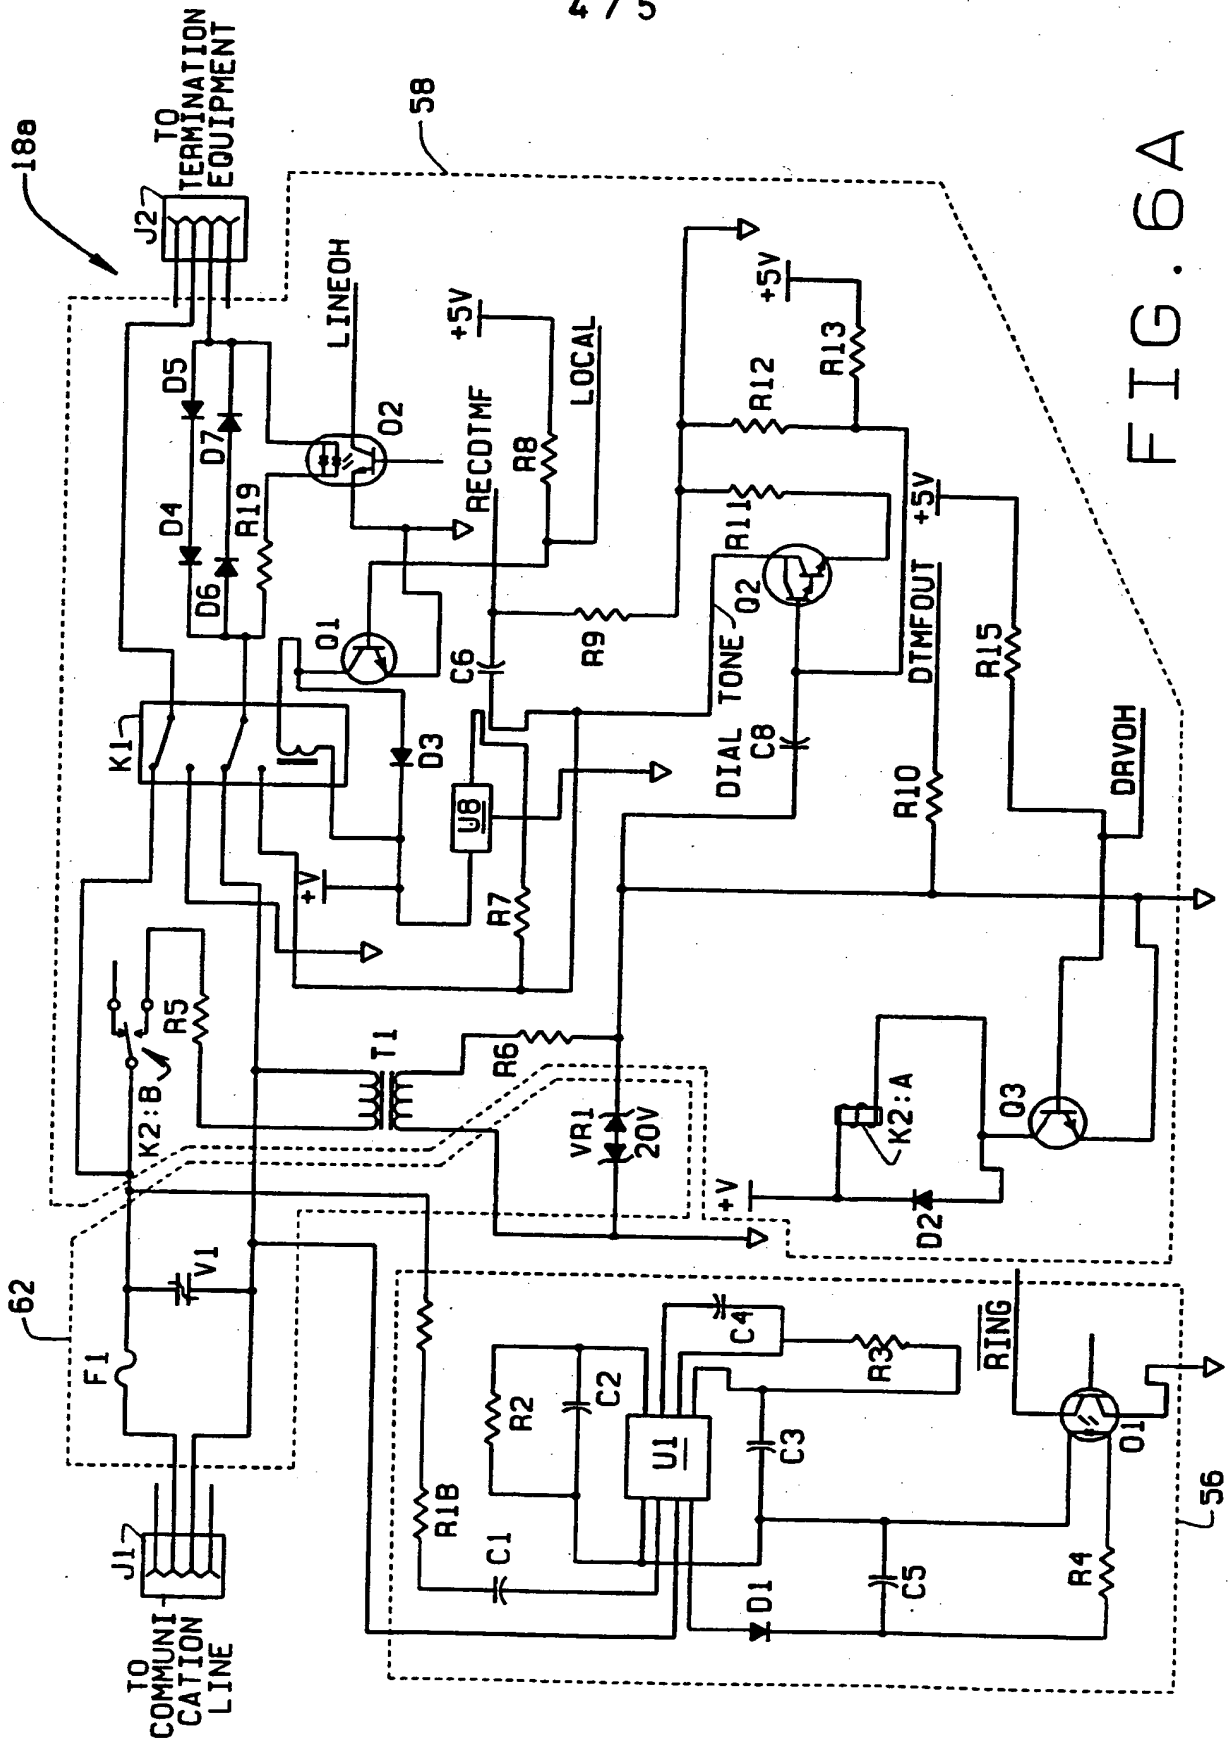 4/5
18a
TO
TERMINATION
EQUIPMENT
J2
58
62
F1
V1
K2:B
R5
K1
D4
D5
D6
D7
R19
LINEOH
O2
Q1
+5V
RECDTMF
R8
LOCAL
C6
D3
U8
+V
R7
R9
T1
R6
VR1
20V
DIAL TONE
C8
Q2
R11
R12
R13
+5V
DTMFOUT
R10
+5V
R15
DRVOH
+V
K2:A
D2
Q3
J1
TO
COMMUNI
CATION
LINE
R1B
C1
R2
C2
U1
C3
C4
R3
D1
C5
R4
RING
O1
56
FIG. 6A